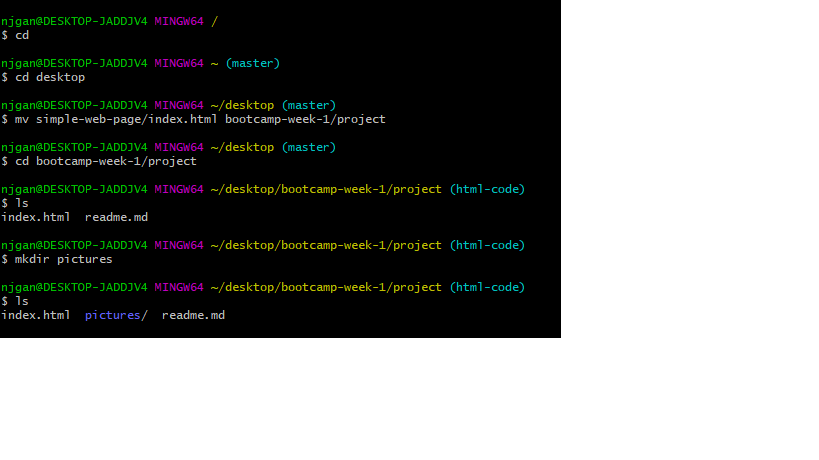 njgan@DESKTOP-JADDJV4 MINGW64 /
$ cd
njgan@DESKTOP-JADDJV4 MINGW64 ~ (master)
$ cd desktop
njgan@DESKTOP-JADDJV4 MINGW64 ~/desktop (master)
$ mv simple-web-page/index.html bootcamp-week-1/project
njgan@DESKTOP-JADDJV4 MINGW64 ~/desktop (master)
$ cd bootcamp-week-1/project
njgan@DESKTOP-JADDJV4 MINGW64 ~/desktop/bootcamp-week-1/project (html-code)
$ ls
index.html  readme.md
njgan@DESKTOP-JADDJV4 MINGW64 ~/desktop/bootcamp-week-1/project (html-code)
$ mkdir pictures
njgan@DESKTOP-JADDJV4 MINGW64 ~/desktop/bootcamp-week-1/project (html-code)
$ ls
index.html  pictures/  readme.md